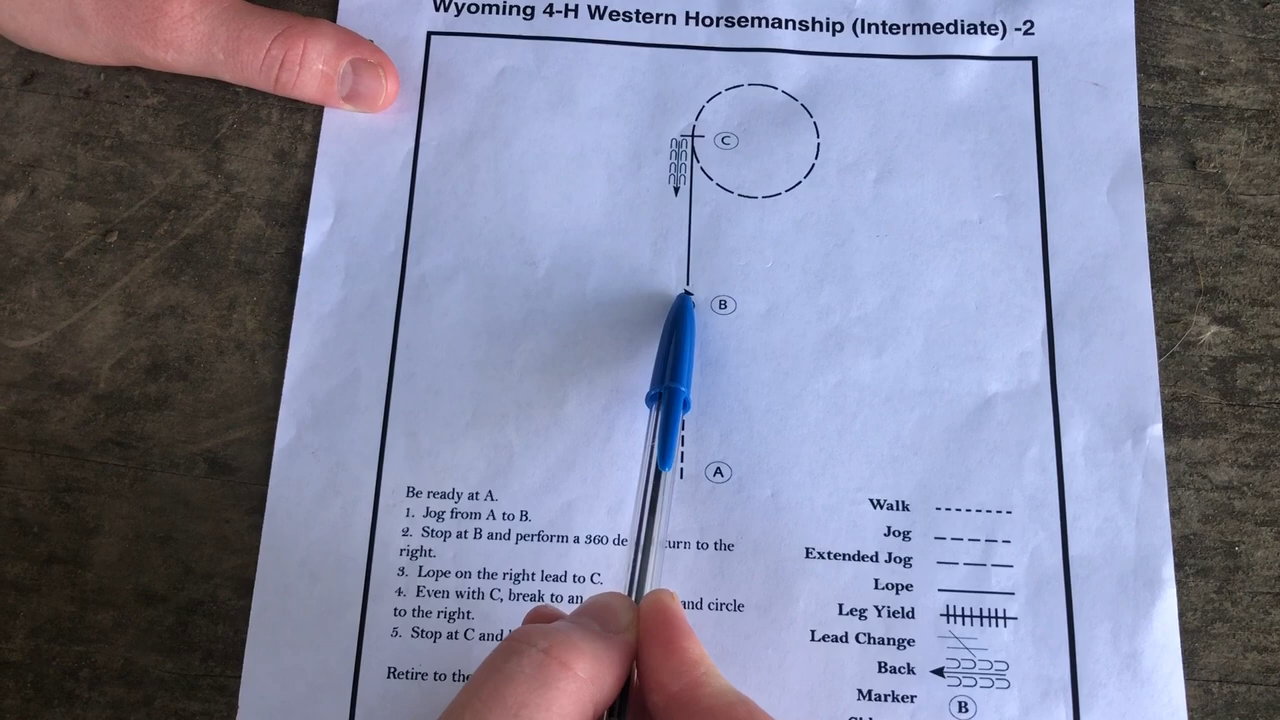 Wyoming 4-H Western Horsemanship (Intermediate) -2
C
B
A
Be ready at A.
1. Jog from A to B.
2. Stop at B and perform a 360 de turn to the
right.
3. Lope on the right lead to C.
4. Even with C, break to an and circle
to the right.
5. Stop at C and
Retire to the
Walk
Jog
Extended Jog
Lope
Leg Yield
Lead Change
Back
Marker B